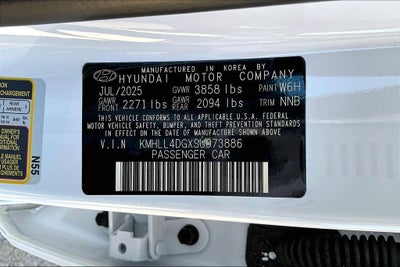 MANUFACTURED IN KOREA BY
HYUNDAI MOTOR COMPANY
JUL/2025 GVWR 3858 lbs PAINT W6H
GAWR FRONT 2271 lbs GAWR REAR 2094 lbs TRIM NNB
THIS VEHICLE CONFORMS TO ALL APPLICABLE U.S. FEDERAL
MOTOR VEHICLE SAFETY, BUMPER, AND THEFT PREVENTION STANDARDS
IN EFFECT ON THE DATE OF MANUFACTURE SHOWN ABOVE.
V.I.N KMHLL4DGXSU973886
PASSENGER CAR
N55